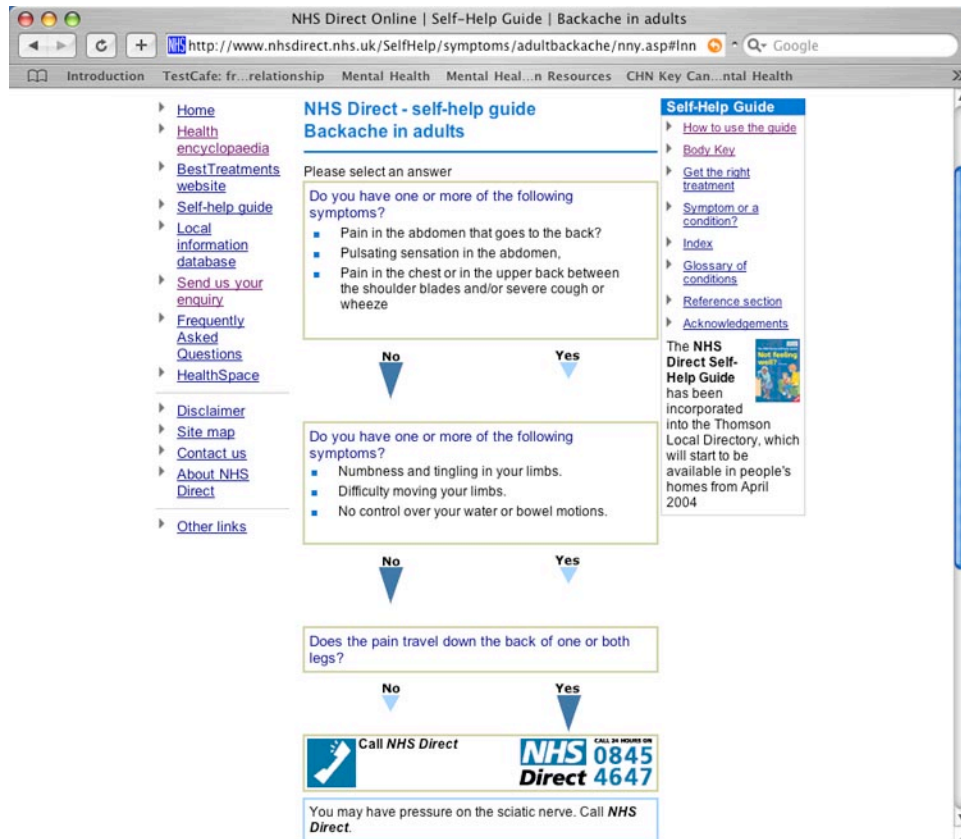 NHS Direct Online | Self-Help Guide | Backache in adults
NHS http://www.nhsdirect.nhs.uk/SelfHelp/symptoms/adultbackache/nny.asp#lnn Google
Introduction TestCafe: fr...relationship Mental Health Mental Heal...n Resources CHN Key Can...ntal Health
Home
Health
encyclopaedia
BestTreatments
website
Self-help guide
Local
information
database
Send us your
enquiry
Frequently
Asked
Questions
HealthSpace
Disclaimer
Site map
Contact us
About NHS
Direct
Other links
NHS Direct - self-help guide
Backache in adults
Please select an answer
Do you have one or more of the following
symptoms?
Pain in the abdomen that goes to the back?
Pulsating sensation in the abdomen,
Pain in the chest or in the upper back between
the shoulder blades and/or severe cough or
wheeze
No Yes
Do you have one or more of the following
symptoms?
Numbness and tingling in your limbs.
Difficulty moving your limbs.
No control over your water or bowel motions.
No Yes
Does the pain travel down the back of one or both
legs?
No Yes
Call NHS Direct
NHS
Direct
CALL 24 HOURS ON
0845
4647
You may have pressure on the sciatic nerve. Call NHS
Direct.
Self-Help Guide
How to use the guide
Body Key
Get the right
treatment
Symptom or a
condition?
Index
Glossary of
conditions
Reference section
Acknowledgements
The NHS
Direct Self-
Help Guide
has been
incorporated
into the Thomson
Local Directory, which
will start to be
available in people's
homes from April
2004
Not feeling
well?